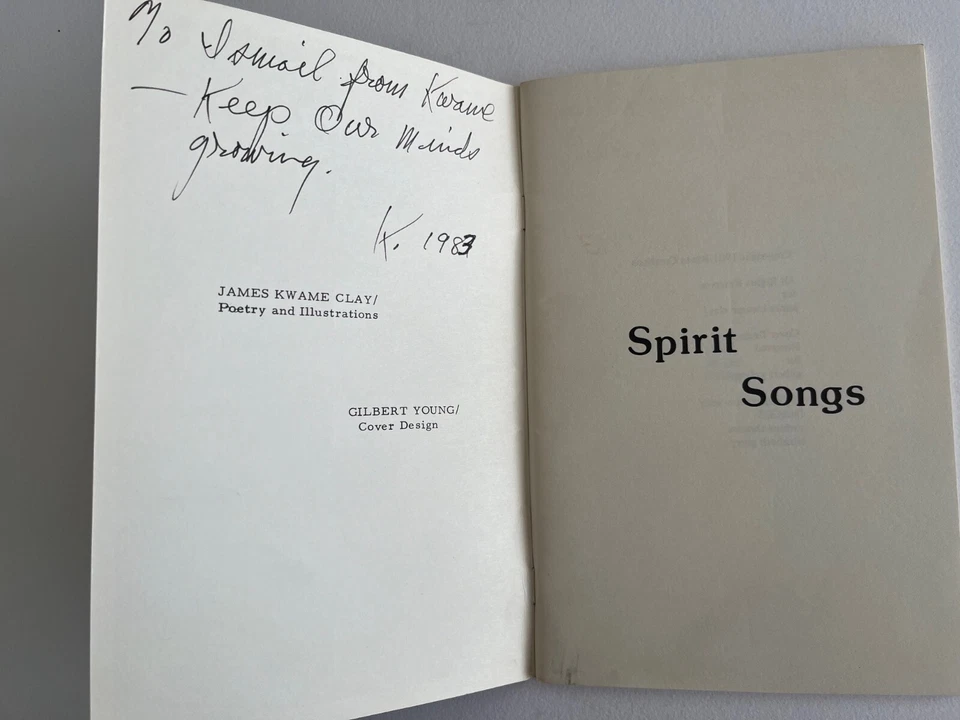 To Ismail from Kwame
— Keep Our Minds
growing.
K. 1983
JAMES KWAME CLAY/
Poetry and Illustrations
GILBERT YOUNG/
Cover Design
Spirit
Songs